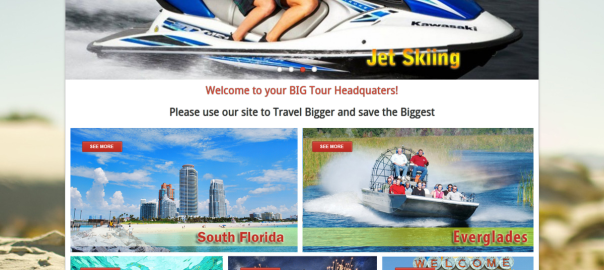 Kawasaki
Jet Skiing
Welcome to your BIG Tour Headquaters!
Please use our site to Travel Bigger and save the Biggest
SEE MORE
SEE MORE
South Florida
Everglades
WELCOME